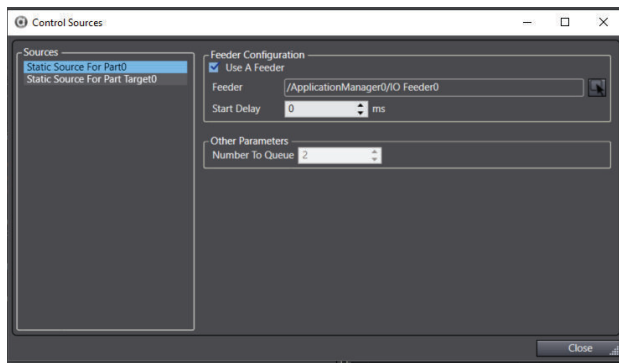 Control Sources
Sources
Static Source For Part0
Static Source For Part Target0
Feeder Configuration
Use A Feeder
Feeder /ApplicationManager0/IO Feeder0
Start Delay 0 ms
Other Parameters
Number To Queue 2
Close